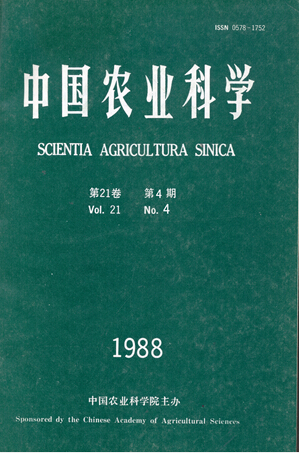 ISSN 0578-1752
中国农业科学
SCIENTIA AGRICULTURA SINICA
第21卷 第4期
Vol. 21 No. 4
1988
中国农业科学院主办
Sponsored dy the Chinese Academy of Agricultural Sciences